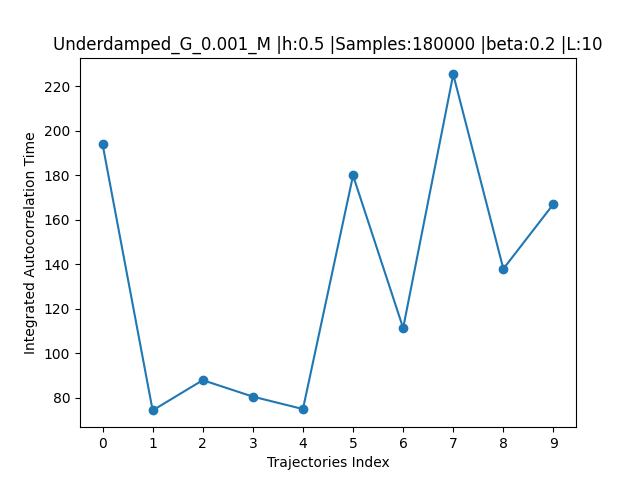 Underdamped_G_0.001_M |h:0.5 |Samples:180000 |beta:0.2 |L:10
Integrated Autocorrelation Time
220
200
180
160
140
120
100
80
0 1 2 3 4 5 6 7 8 9
Trajectories Index